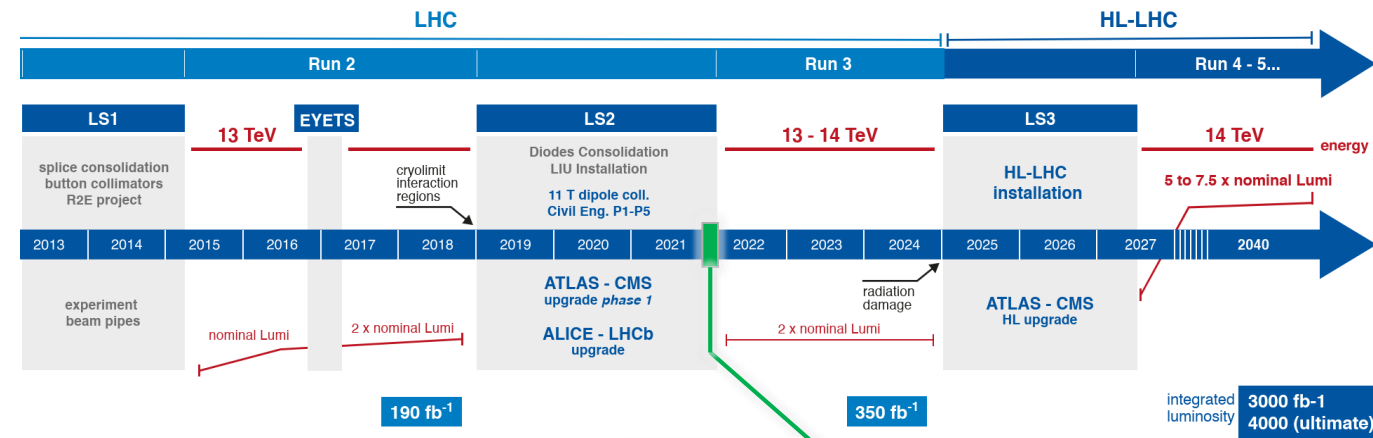 LHC
HL-LHC
Run 2
Run 3
Run 4 - 5...
LS1
EYETS
LS2
LS3
13 TeV
13 - 14 TeV
14 TeV
energy
splice consolidation
button collimators
R2E project
cryolimit
interaction
regions
Diodes Consolidation
LIU Installation
11 T dipole coll.
Civil Eng. P1-P5
HL-LHC
installation
5 to 7.5 x nominal Lumi
2013 2014 2015 2016 2017 2018 2019 2020 2021 2022 2023 2024 2025 2026 2027 2040
experiment
beam pipes
nominal Lumi
2 x nominal Lumi
ATLAS - CMS
upgrade phase 1
ALICE - LHCb
upgrade
2 x nominal Lumi
radiation
damage
ATLAS - CMS
HL upgrade
190 fb⁻¹
350 fb⁻¹
integrated
luminosity
3000 fb-1
4000 (ultimate)